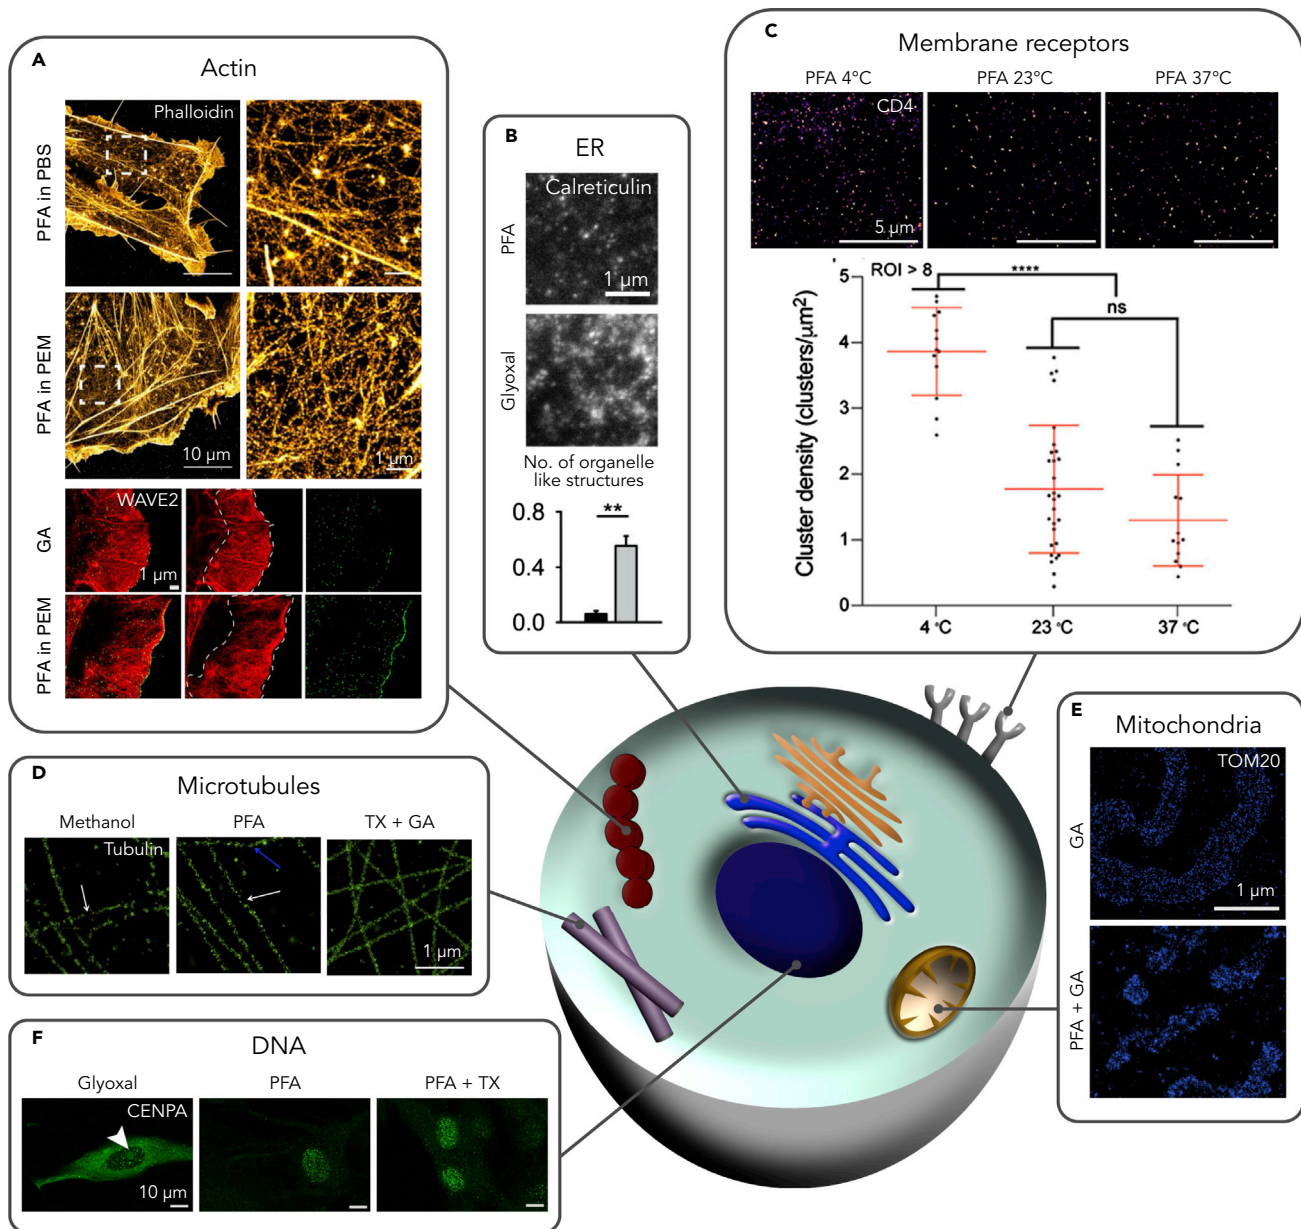 A
Actin
Phalloidin
PFA in PBS
PFA in PEM
10 µm
1 µm
WAVE2
GA
1 µm
PFA in PEM
B
ER
Calreticulin
PFA
1 µm
Glyoxal
No. of organelle
like structures
0.8
**
0.4
0.0
C
Membrane receptors
PFA 4°C
PFA 23°C
PFA 37°C
CD4
5 µm
ROI > 8
****
ns
Cluster density (clusters/µm²)
5
4
3
2
1
0
4 °C
23 °C
37 °C
D
Microtubules
Methanol
PFA
TX + GA
Tubulin
1 µm
E
Mitochondria
TOM20
GA
1 µm
PFA + GA
F
DNA
Glyoxal
PFA
PFA + TX
CENPA
10 µm